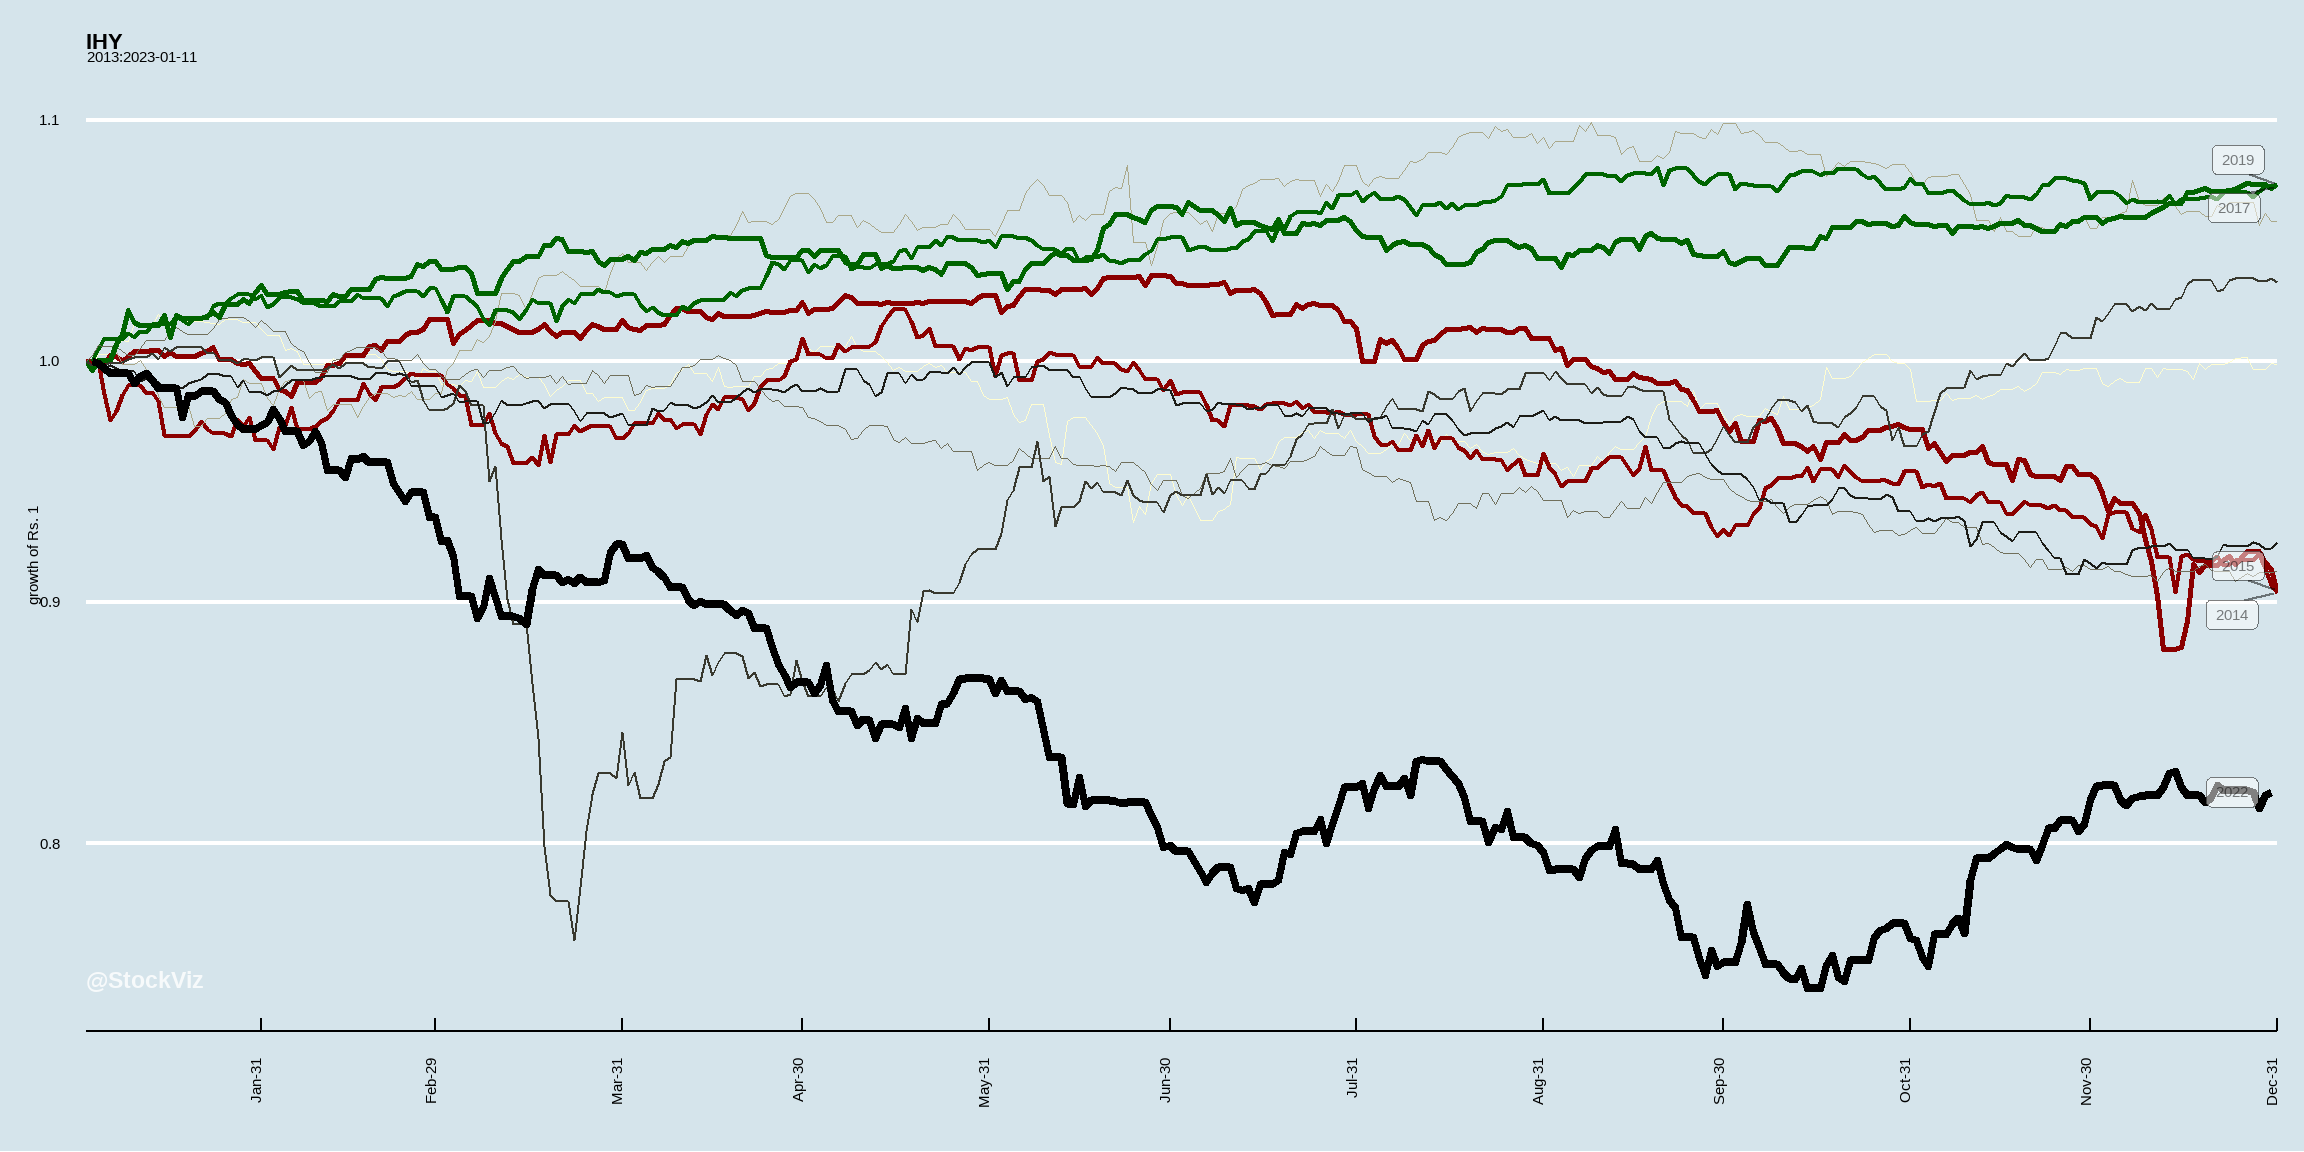 IHY
2013:2023-01-11
1.1
1.0
0.9
0.8
growth of Rs. 1
2019
2017
2015
2014
2022
@StockViz
Jan-31
Feb-29
Mar-31
Apr-30
May-31
Jun-30
Jul-31
Aug-31
Sep-30
Oct-31
Nov-30
Dec-31